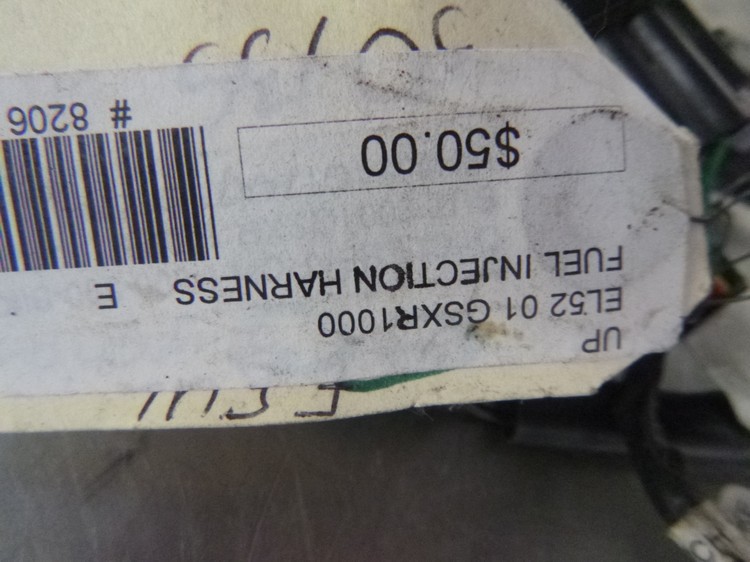 UP
EL52 01 GSXR1000
FUEL INJECTION HARNESS E
$50.00
# 8206